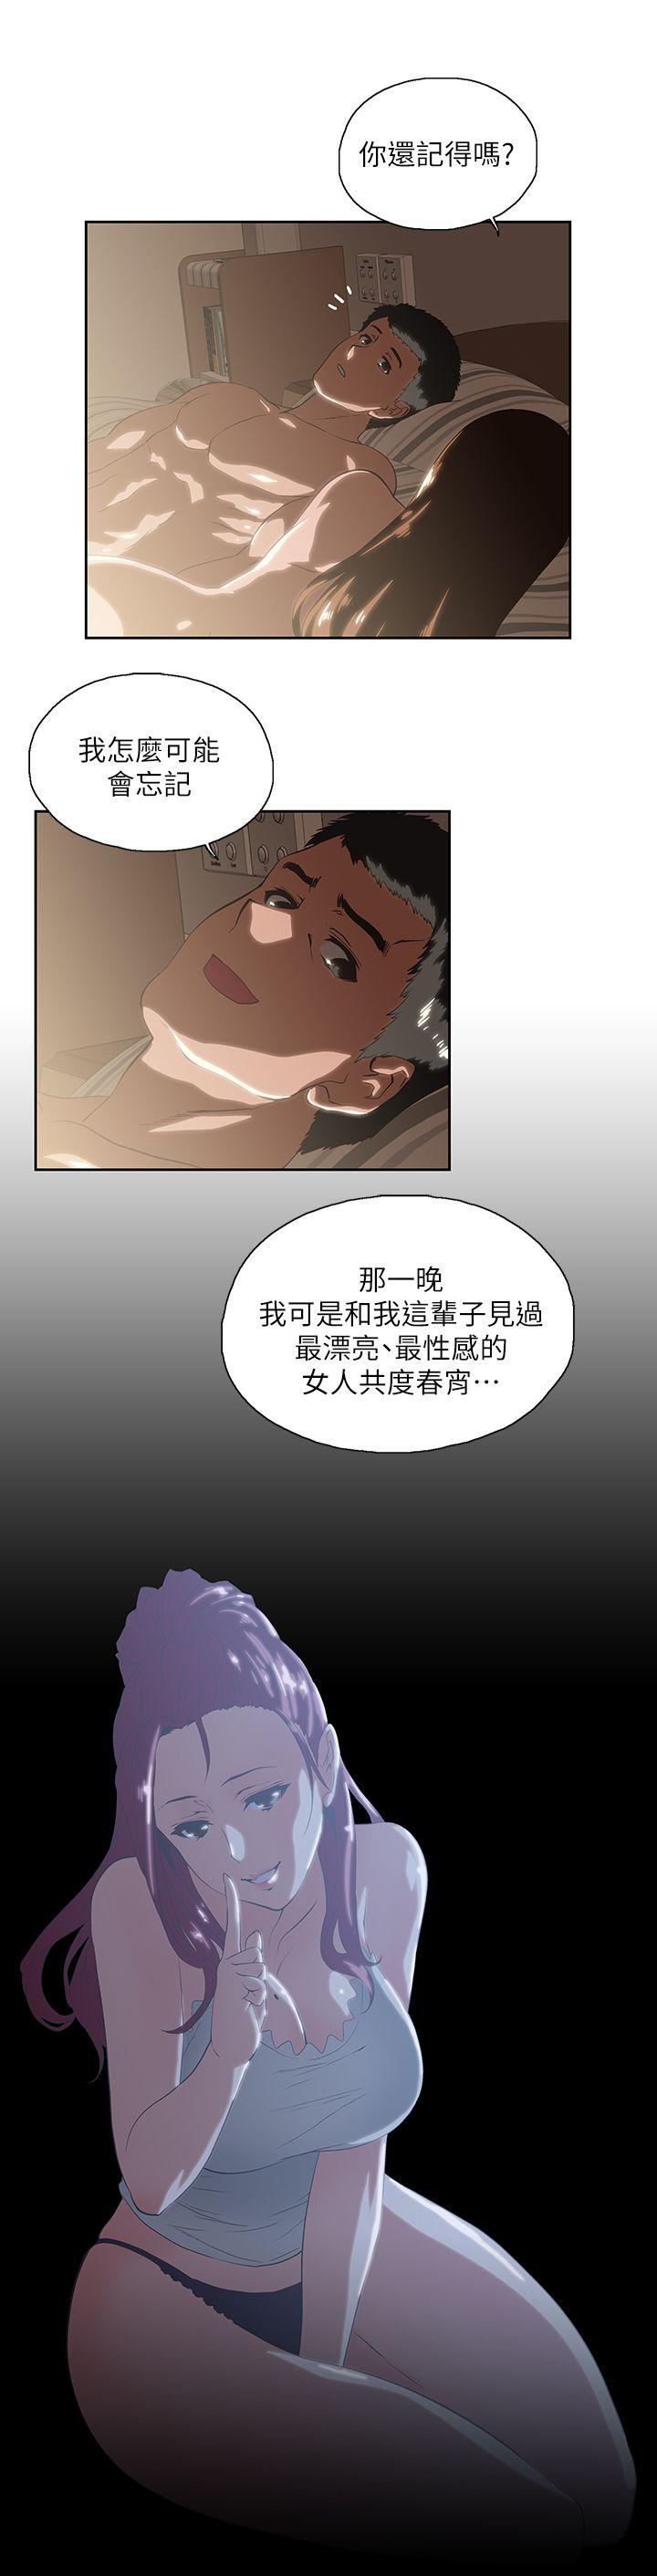 你還記得嗎?
我怎麼可能
會忘記
那一晚
我可是和我這輩子見過
最漂亮、最性感的
女人共度春宵…